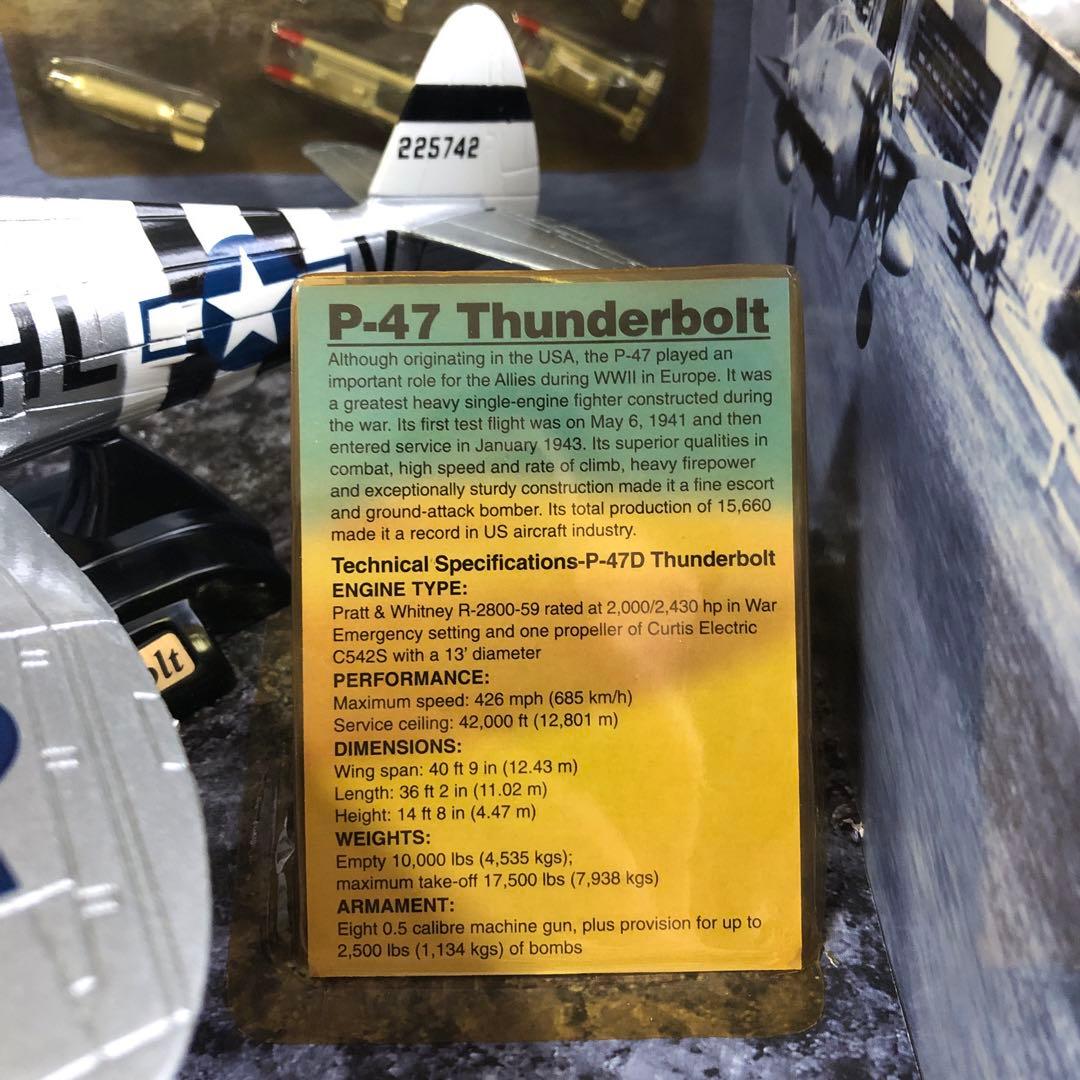 225742
HL
P-47 Thunderbolt
Although originating in the USA, the P-47 played an
important role for the Allies during WWII in Europe. It was
a greatest heavy single-engine fighter constructed during
the war. Its first test flight was on May 6, 1941 and then
entered service in January 1943. Its superior qualities in
combat, high speed and rate of climb, heavy firepower
and exceptionally sturdy construction made it a fine escort
and ground-attack bomber. Its total production of 15,660
made it a record in US aircraft industry.
Technical Specifications-P-47D Thunderbolt
ENGINE TYPE:
Pratt & Whitney R-2800-59 rated at 2,000/2,430 hp in War
Emergency setting and one propeller of Curtis Electric
C542S with a 13' diameter
PERFORMANCE:
Maximum speed: 426 mph (685 km/h)
Service ceiling: 42,000 ft (12,801 m)
DIMENSIONS:
Wing span: 40 ft 9 in (12.43 m)
Length: 36 ft 2 in (11.02 m)
Height: 14 ft 8 in (4.47 m)
WEIGHTS:
Empty 10,000 lbs (4,535 kgs);
maximum take-off 17,500 lbs (7,938 kgs)
ARMAMENT:
Eight 0.5 calibre machine gun, plus provision for up to
2,500 lbs (1,134 kgs) of bombs
lt